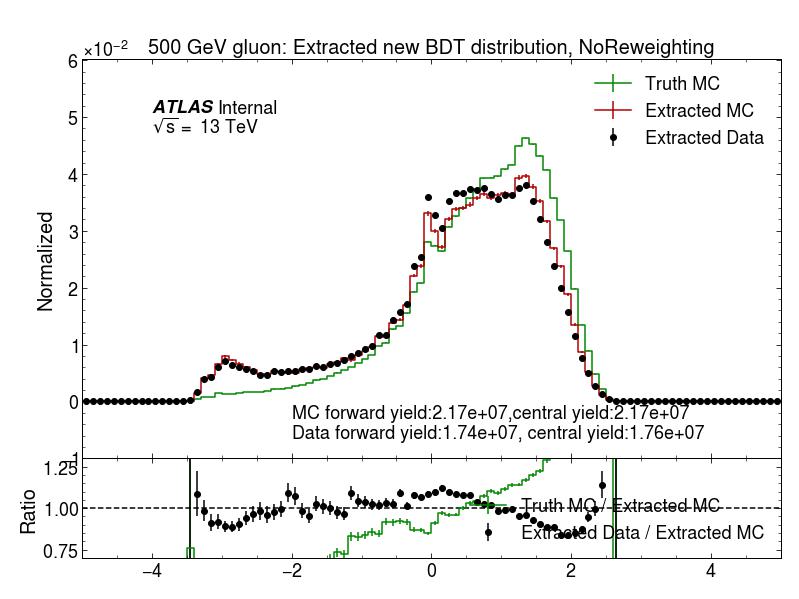 ×10⁻² 500 GeV gluon: Extracted new BDT distribution, NoReweighting
6
Truth MC
ATLAS Internal
Extracted MC
√s = 13 TeV
Extracted Data
5
4
3
2
1
0
Normalized
MC forward yield:2.17e+07,central yield:2.17e+07
Data forward yield:1.74e+07, central yield:1.76e+07
1
1.25
1.00
0.75
Ratio
Truth MC / Extracted MC
Extracted Data / Extracted MC
−4 −2 0 2 4